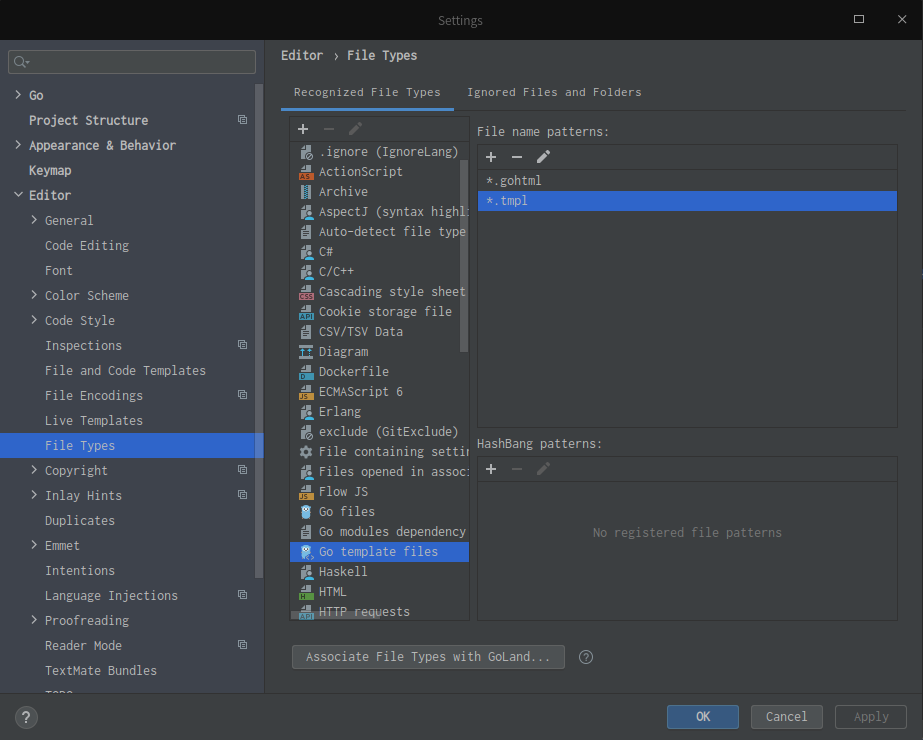 Settings
Go
Project Structure
Appearance & Behavior
Keymap
Editor
General
Code Editing
Font
Color Scheme
Code Style
Inspections
File and Code Templates
File Encodings
Live Templates
File Types
Copyright
Inlay Hints
Duplicates
Emmet
Intentions
Language Injections
Proofreading
Reader Mode
TextMate Bundles
Editor › File Types
Recognized File Types
Ignored Files and Folders
.ignore (IgnoreLang)
ActionScript
Archive
AspectJ (syntax highl
Auto-detect file type
C#
C/C++
Cascading style sheet
Cookie storage file
CSV/TSV Data
Diagram
Dockerfile
ECMAScript 6
Erlang
exclude (GitExclude)
File containing settin
Files opened in assoc
Flow JS
Go files
Go modules dependency
Go template files
Haskell
HTML
HTTP requests
File name patterns:
*.gohtml
*.tmpl
HashBang patterns:
No registered file patterns
Associate File Types with GoLand...
?
?
OK
Cancel
Apply